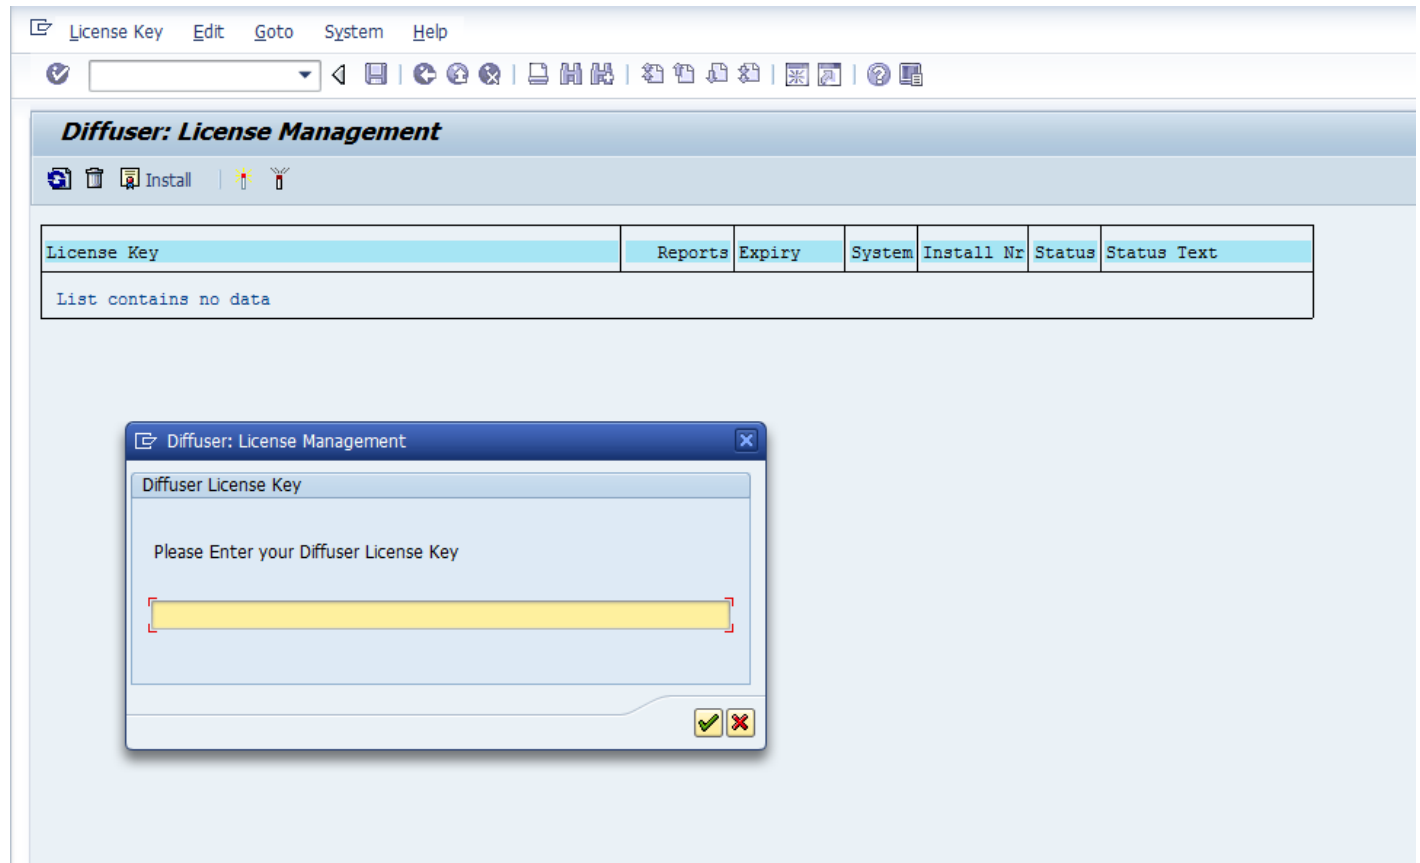 License Key Edit Goto System Help
Diffuser: License Management
Install
License Key Reports Expiry System Install Nr Status Status Text
List contains no data
Diffuser: License Management
Diffuser License Key
Please Enter your Diffuser License Key